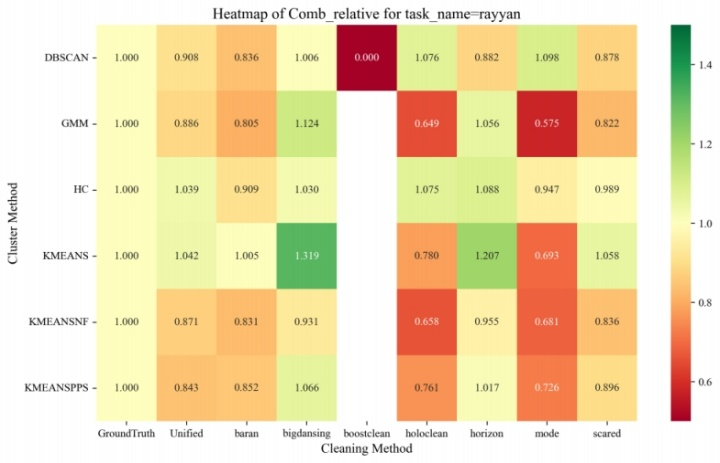 Heatmap of Comb_relative for task_name=rayyan
Cluster Method
DBSCAN 1.000 0.908 0.836 1.006 0.000 1.076 0.882 1.098 0.878
GMM 1.000 0.886 0.805 1.124 0.649 1.056 0.575 0.822
HC 1.000 1.039 0.909 1.030 1.075 1.088 0.947 0.989
KMEANS 1.000 1.042 1.005 1.319 0.780 1.207 0.693 1.058
KMEANSNF 1.000 0.871 0.831 0.931 0.658 0.955 0.681 0.836
KMEANSPPS 1.000 0.843 0.852 1.066 0.761 1.017 0.726 0.896
GroundTruth Unified baran bigdansing boostclean holoclean horizon mode scared
Cleaning Method
1.4
1.2
1.0
0.8
0.6